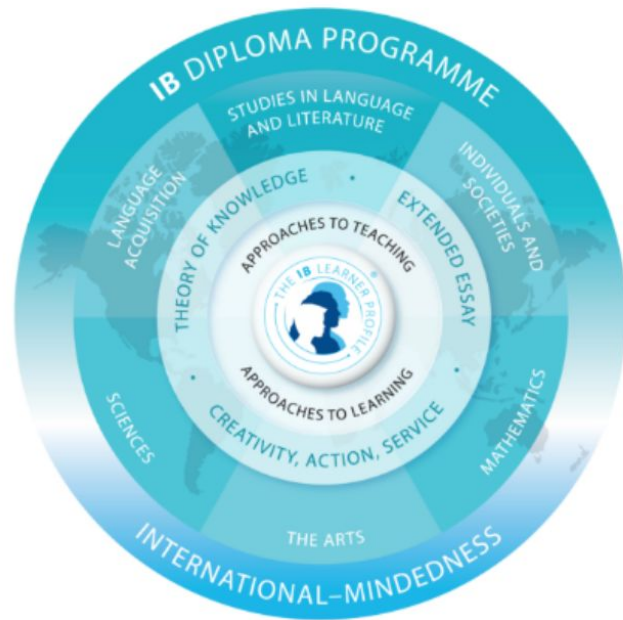 IB DIPLOMA PROGRAMME
STUDIES IN LANGUAGE
AND LITERATURE
LANGUAGE
ACQUISITION
INDIVIDUALS AND
SOCIETIES
THEORY OF KNOWLEDGE
EXTENDED ESSAY
APPROACHES TO TEACHING
THE IB LEARNER PROFILE ®
APPROACHES TO LEARNING
CREATIVITY, ACTION, SERVICE
SCIENCES
MATHEMATICS
THE ARTS
INTERNATIONAL–MINDEDNESS